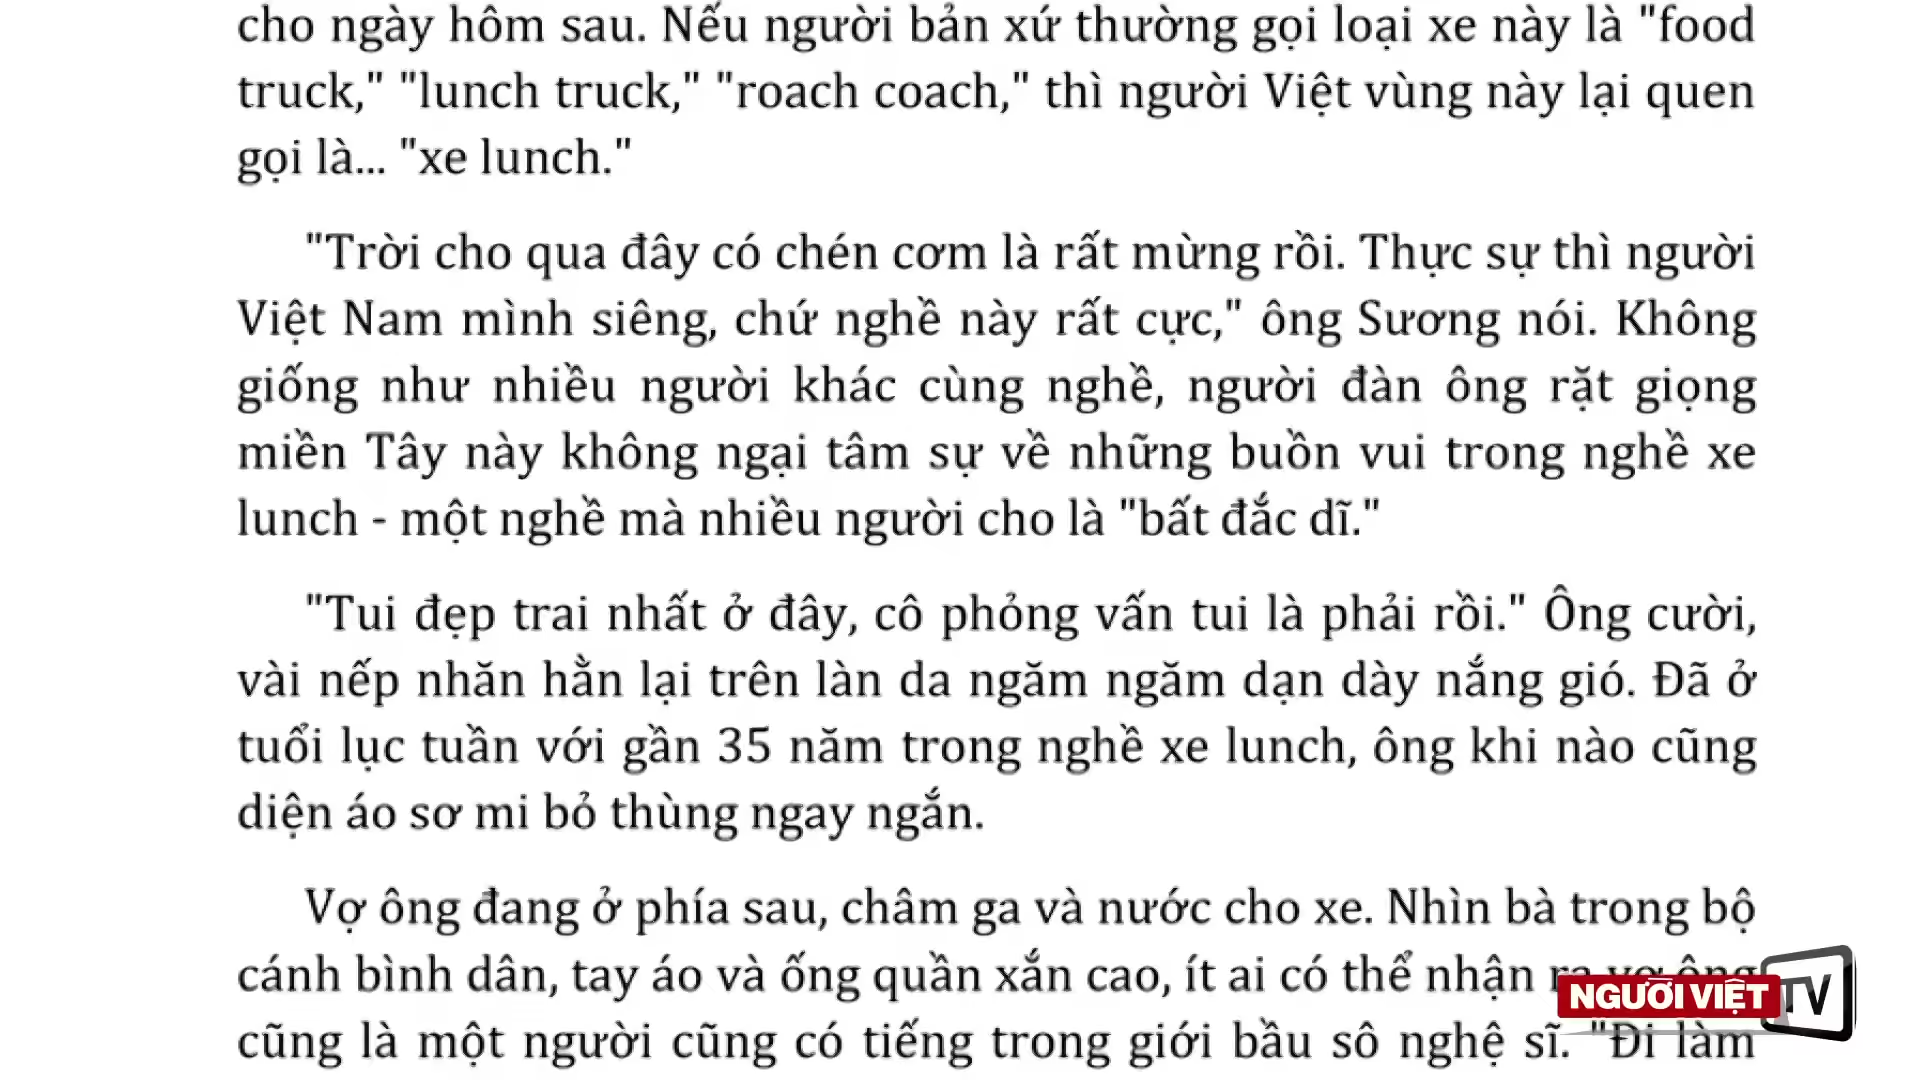 cho ngày hôm sau. Nếu người bản xứ thường gọi loại xe này là "food
truck," "lunch truck," "roach coach," thì người Việt vùng này lại quen
gọi là... "xe lunch."
"Trời cho qua đây có chén cơm là rất mừng rồi. Thực sự thì người
Việt Nam mình siêng, chứ nghề này rất cực," ông Sương nói. Không
giống như nhiều người khác cùng nghề, người đàn ông rặt giọng
miền Tây này không ngại tâm sự về những buồn vui trong nghề xe
lunch - một nghề mà nhiều người cho là "bất đắc dĩ."
"Tui đẹp trai nhất ở đây, cô phỏng vấn tui là phải rồi." Ông cười,
vài nếp nhăn hằn lại trên làn da ngăm ngăm dạn dày nắng gió. Đã ở
tuổi lục tuần với gần 35 năm trong nghề xe lunch, ông khi nào cũng
diện áo sơ mi bỏ thùng ngay ngắn.
Vợ ông đang ở phía sau, châm ga và nước cho xe. Nhìn bà trong bộ
cánh bình dân, tay áo và ống quần xắn cao, ít ai có thể nhận ra vợ ông
cũng là một người cũng có tiếng trong giới bầu sô nghệ sĩ. "Đi làm
NGƯỜI VIỆT TV